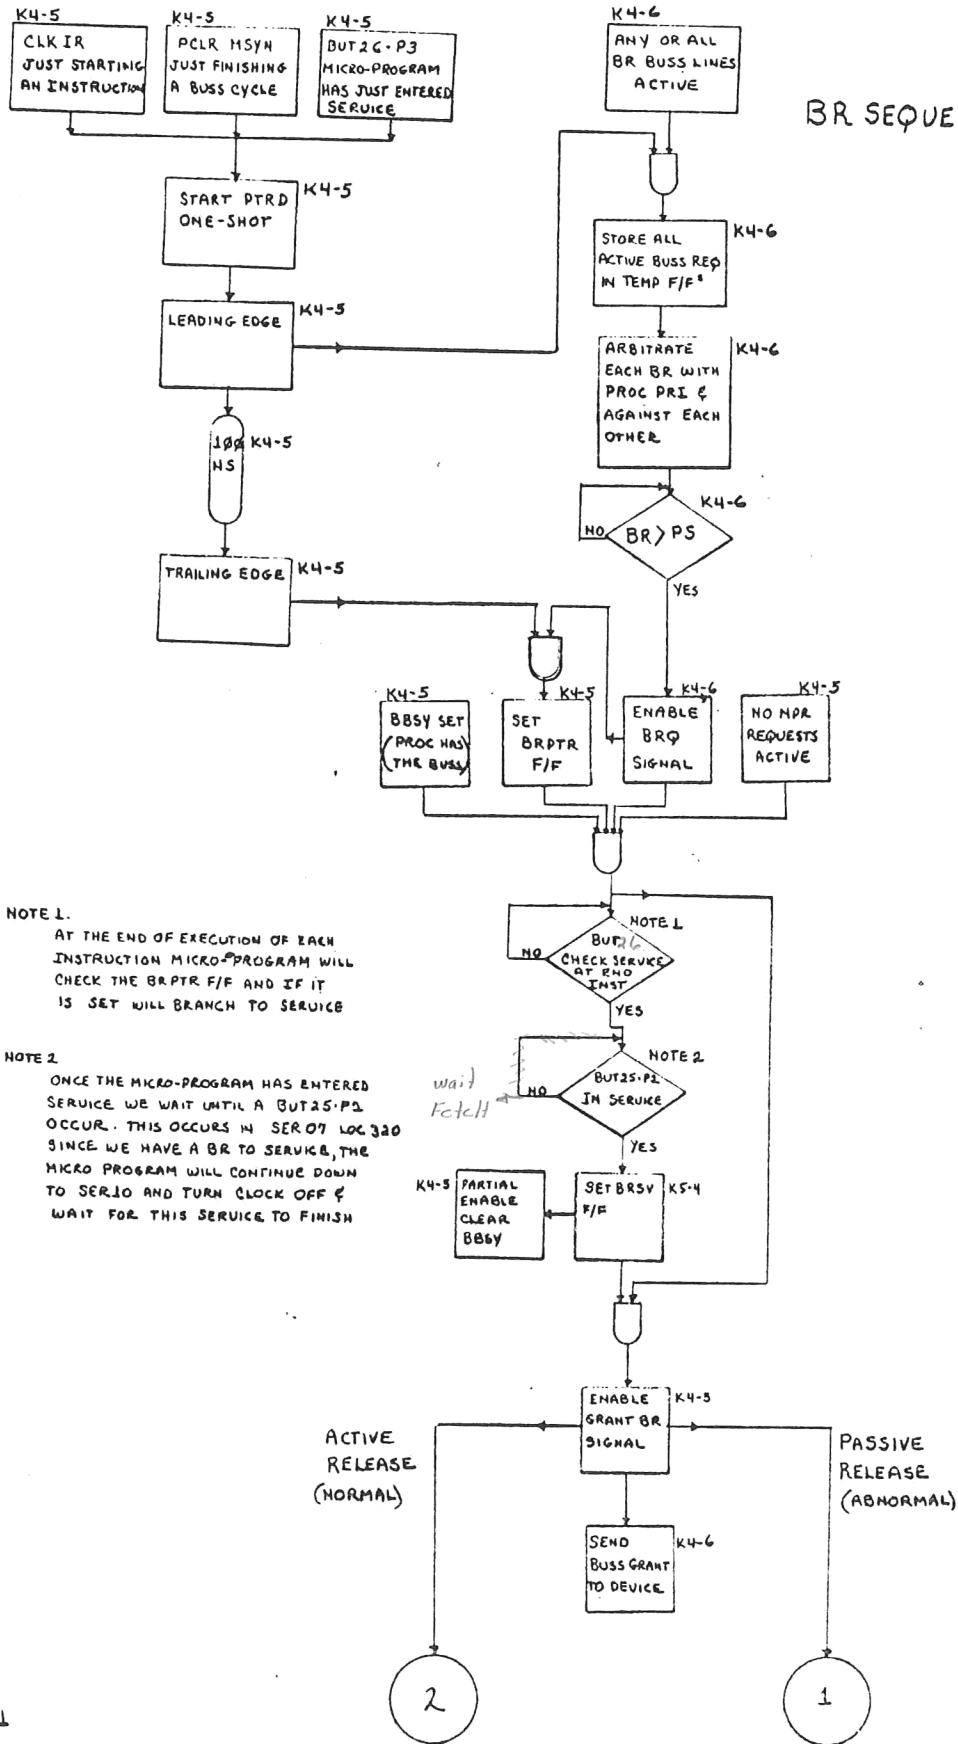 K4-5
CLK IR
JUST STARTING
AN INSTRUCTION
K4-5
PCLR MSYN
JUST FINISHING
A BUSS CYCLE
K4-5
BUT26·P3
MICRO-PROGRAM
HAS JUST ENTERED
SERVICE
K4-6
ANY OR ALL
BR BUSS LINES
ACTIVE
BR SEQUE
K4-5
START PTRD
ONE-SHOT
K4-6
STORE ALL
ACTIVE BUSS REQ
IN TEMP F/FS
K4-5
LEADING EDGE
K4-6
ARBITRATE
EACH BR WITH
PROC PRI &
AGAINST EACH
OTHER
1ØØ K4-5
NS
K4-6
BR > PS
NO
YES
TRAILING EDGE
K4-5
K4-5
BBSY SET
(PROC HAS
THE BUSS)
K4-5
SET
BRPTR
F/F
K4-6
ENABLE
BRQ
SIGNAL
K4-5
NO NPR
REQUESTS
ACTIVE
NOTE 1.
AT THE END OF EXECUTION OF EACH
INSTRUCTION MICRO-PROGRAM WILL
CHECK THE BRPTR F/F AND IF IT
IS SET WILL BRANCH TO SERVICE
NOTE 1
BUT26
CHECK SERVICE
AT END
INST
NO
YES
NOTE 2
ONCE THE MICRO-PROGRAM HAS ENTERED
SERVICE WE WAIT UNTIL A BUT25·P1
OCCUR. THIS OCCURS IN SER07 LOC 320
SINCE WE HAVE A BR TO SERVICE, THE
MICRO PROGRAM WILL CONTINUE DOWN
TO SER10 AND TURN CLOCK OFF &
WAIT FOR THIS SERVICE TO FINISH
NOTE 2
BUT25·P1
IN SERVICE
NO
wait
Fetch
YES
K4-5
PARTIAL
ENABLE
CLEAR
BBSY
SET BRSV
F/F
K5-4
ENABLE
GRANT BR
SIGNAL
K4-5
ACTIVE
RELEASE
(NORMAL)
PASSIVE
RELEASE
(ABNORMAL)
SEND
BUSS GRANT
TO DEVICE
K4-6
2
1
1